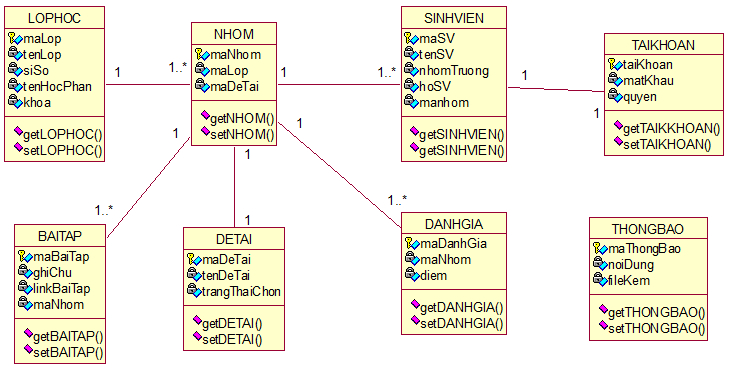 LOPHOC
maLop
tenLop
siSo
tenHocPhan
khoa
getLOPHOC()
setLOPHOC()
1
1..*
NHOM
maNhom
maLop
maDeTai
getNHOM()
setNHOM()
1
1..*
SINHVIEN
maSV
tenSV
nhomTruong
hoSV
manhom
getSINHVIEN()
getSINHVIEN()
1
1
TAIKHOAN
taiKhoan
matKhau
quyen
getTAIKKHOAN()
setTAIKHOAN()
1
1..*
1
1
1
1..*
BAITAP
maBaiTap
ghiChu
linkBaiTap
maNhom
getBAITAP()
setBAITAP()
DETAI
maDeTai
tenDeTai
trangThaiChon
getDETAI()
setDETAI()
DANHGIA
maDanhGia
maNhom
diem
getDANHGIA()
setDANHGIA()
THONGBAO
maThongBao
noiDung
fileKem
getTHONGBAO()
setTHONGBAO()